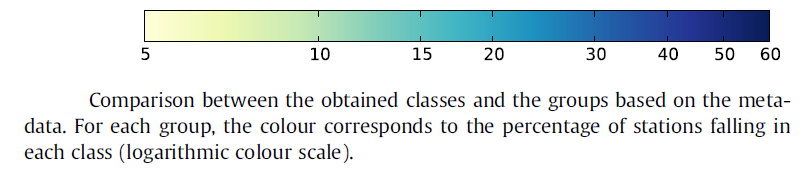 5 10 15 20 30 40 50 60
Comparison between the obtained classes and the groups based on the meta-
data. For each group, the colour corresponds to the percentage of stations falling in
each class (logarithmic colour scale).